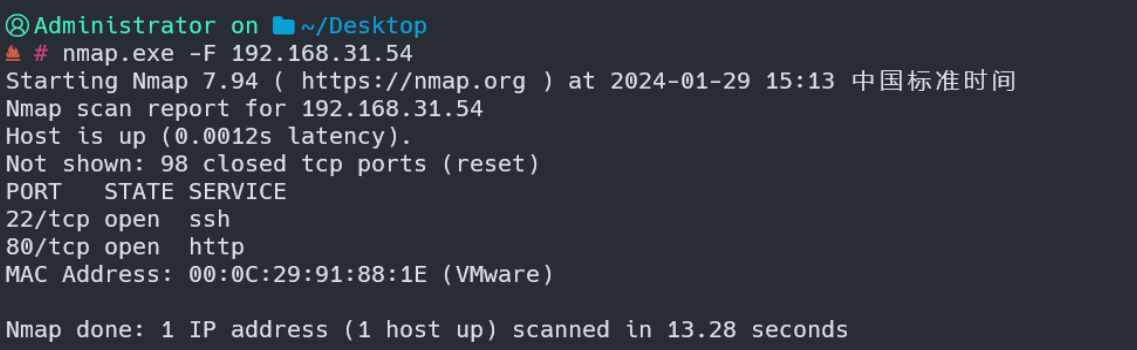 Administrator on ~/Desktop
# nmap.exe -F 192.168.31.54
Starting Nmap 7.94 ( https://nmap.org ) at 2024-01-29 15:13 中国标准时间
Nmap scan report for 192.168.31.54
Host is up (0.0012s latency).
Not shown: 98 closed tcp ports (reset)
PORT   STATE SERVICE
22/tcp open  ssh
80/tcp open  http
MAC Address: 00:0C:29:91:88:1E (VMware)
Nmap done: 1 IP address (1 host up) scanned in 13.28 seconds